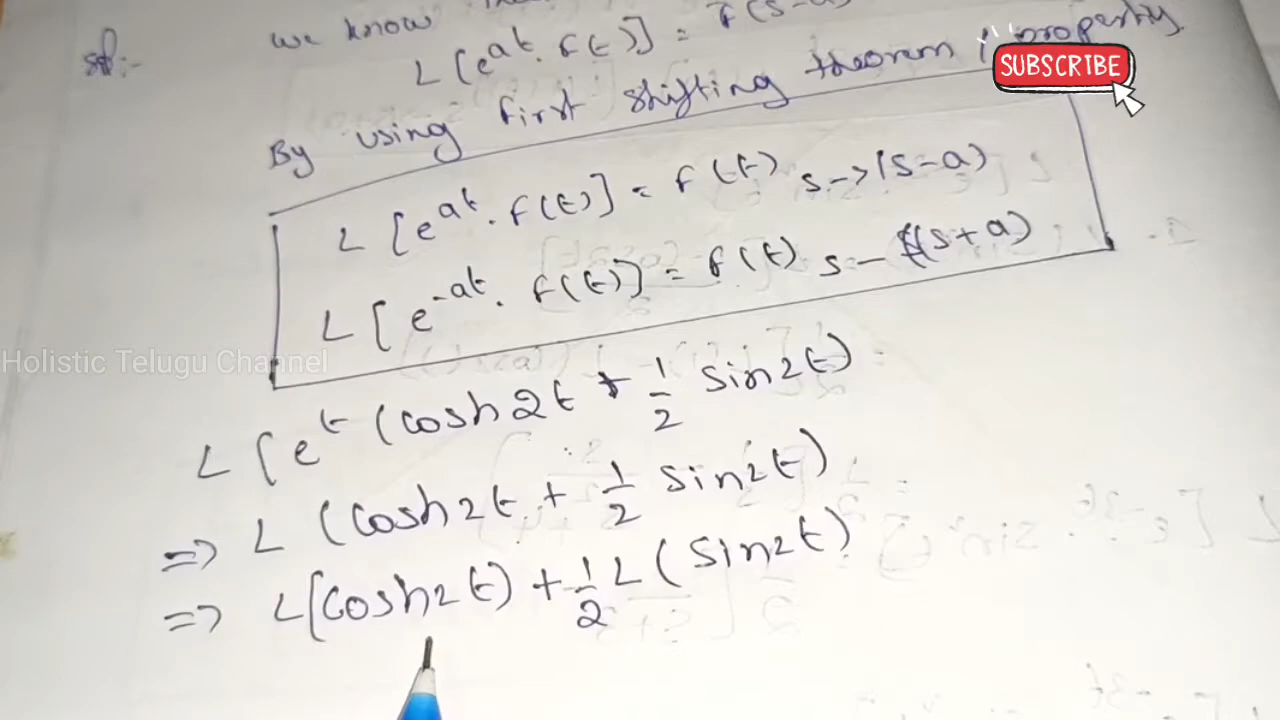 sol:- we know
L[e^at. f(t)] = F(s-a)
By using first shifting theorem / property
SUBSCRIBE
L [e^at. f(t)] = F(t) s->(s-a)
L [e^-at. f(t)] = F(t) s-(s+a)
Holistic Telugu Channel
L [e^t (cosh2t + 1/2 sin2t)
=> L (cosh2t + 1/2 sin2t)
=> L[cosh2t) + 1/2 L (sin2t)